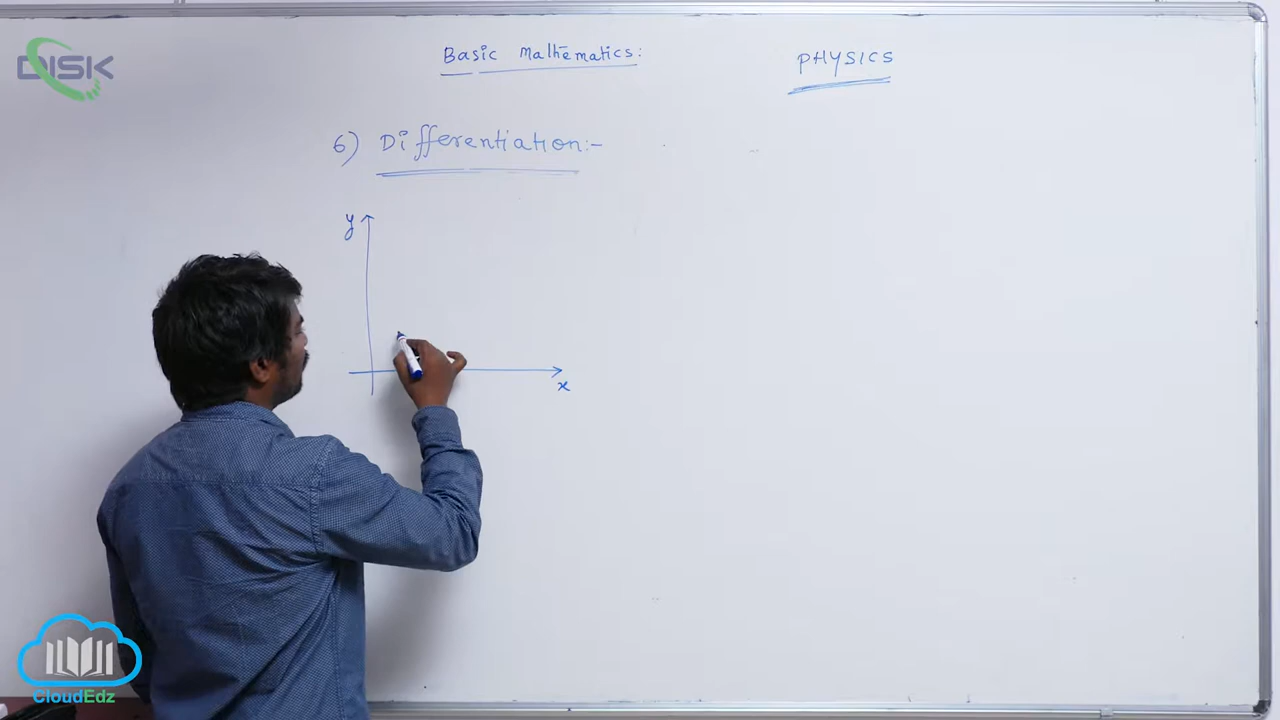 DISK
Basic Mathematics:
PHYSICS
6) Differentiation:-
y
x
CloudEdz